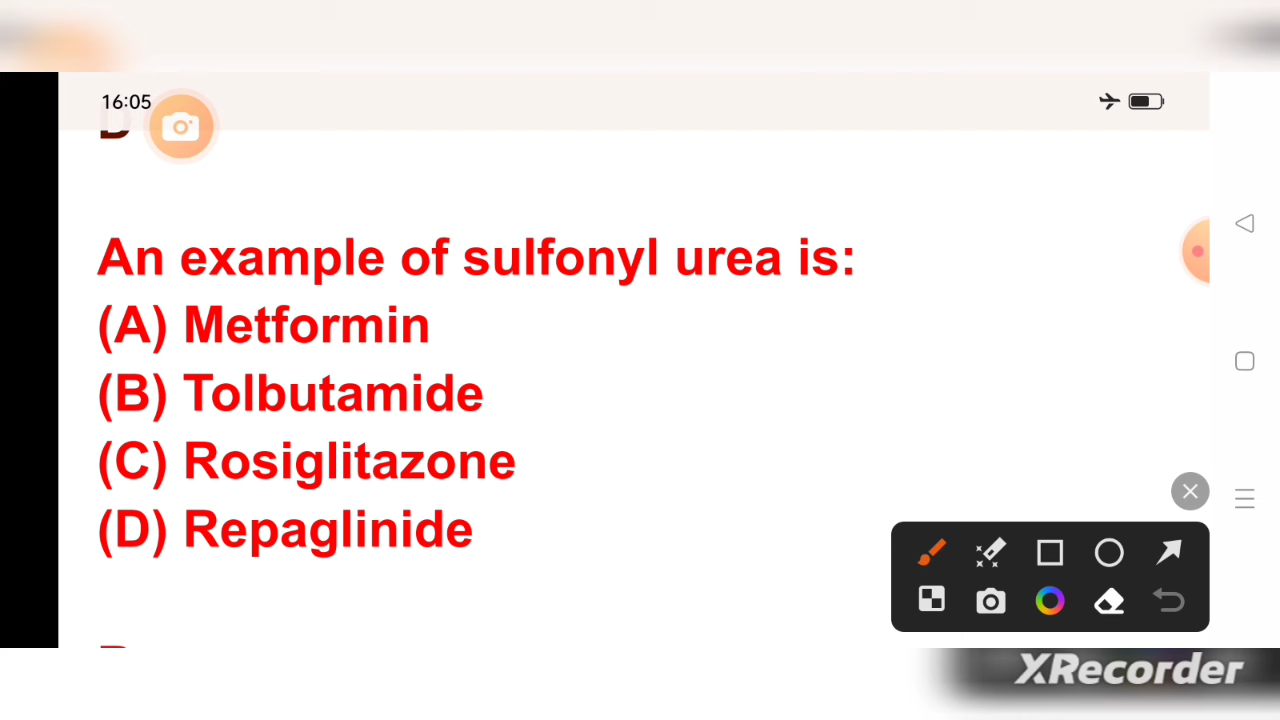 16:05
An example of sulfonyl urea is:
(A) Metformin
(B) Tolbutamide
(C) Rosiglitazone
(D) Repaglinide
XRecorder